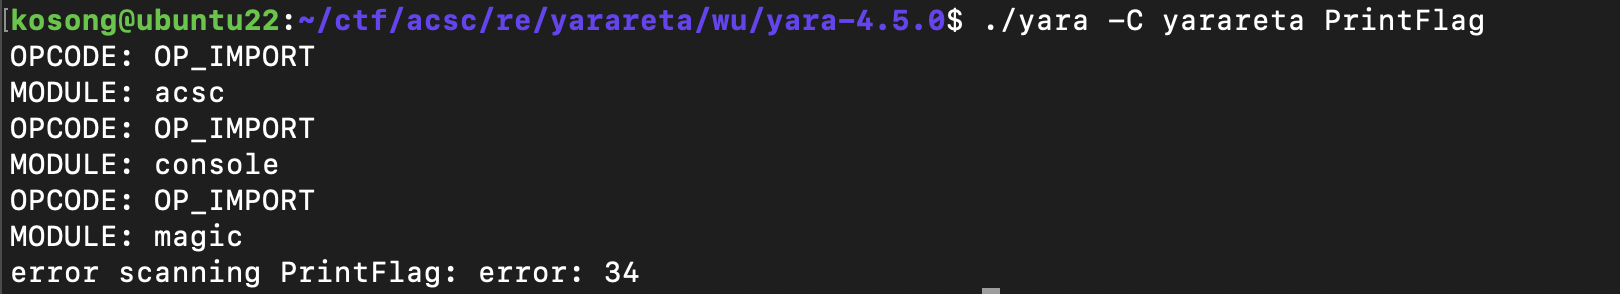 [kosong@ubuntu22:~/ctf/acsc/re/yarareta/wu/yara-4.5.0$ ./yara -C yarareta PrintFlag
OPCODE: OP_IMPORT
MODULE: acsc
OPCODE: OP_IMPORT
MODULE: console
OPCODE: OP_IMPORT
MODULE: magic
error scanning PrintFlag: error: 34